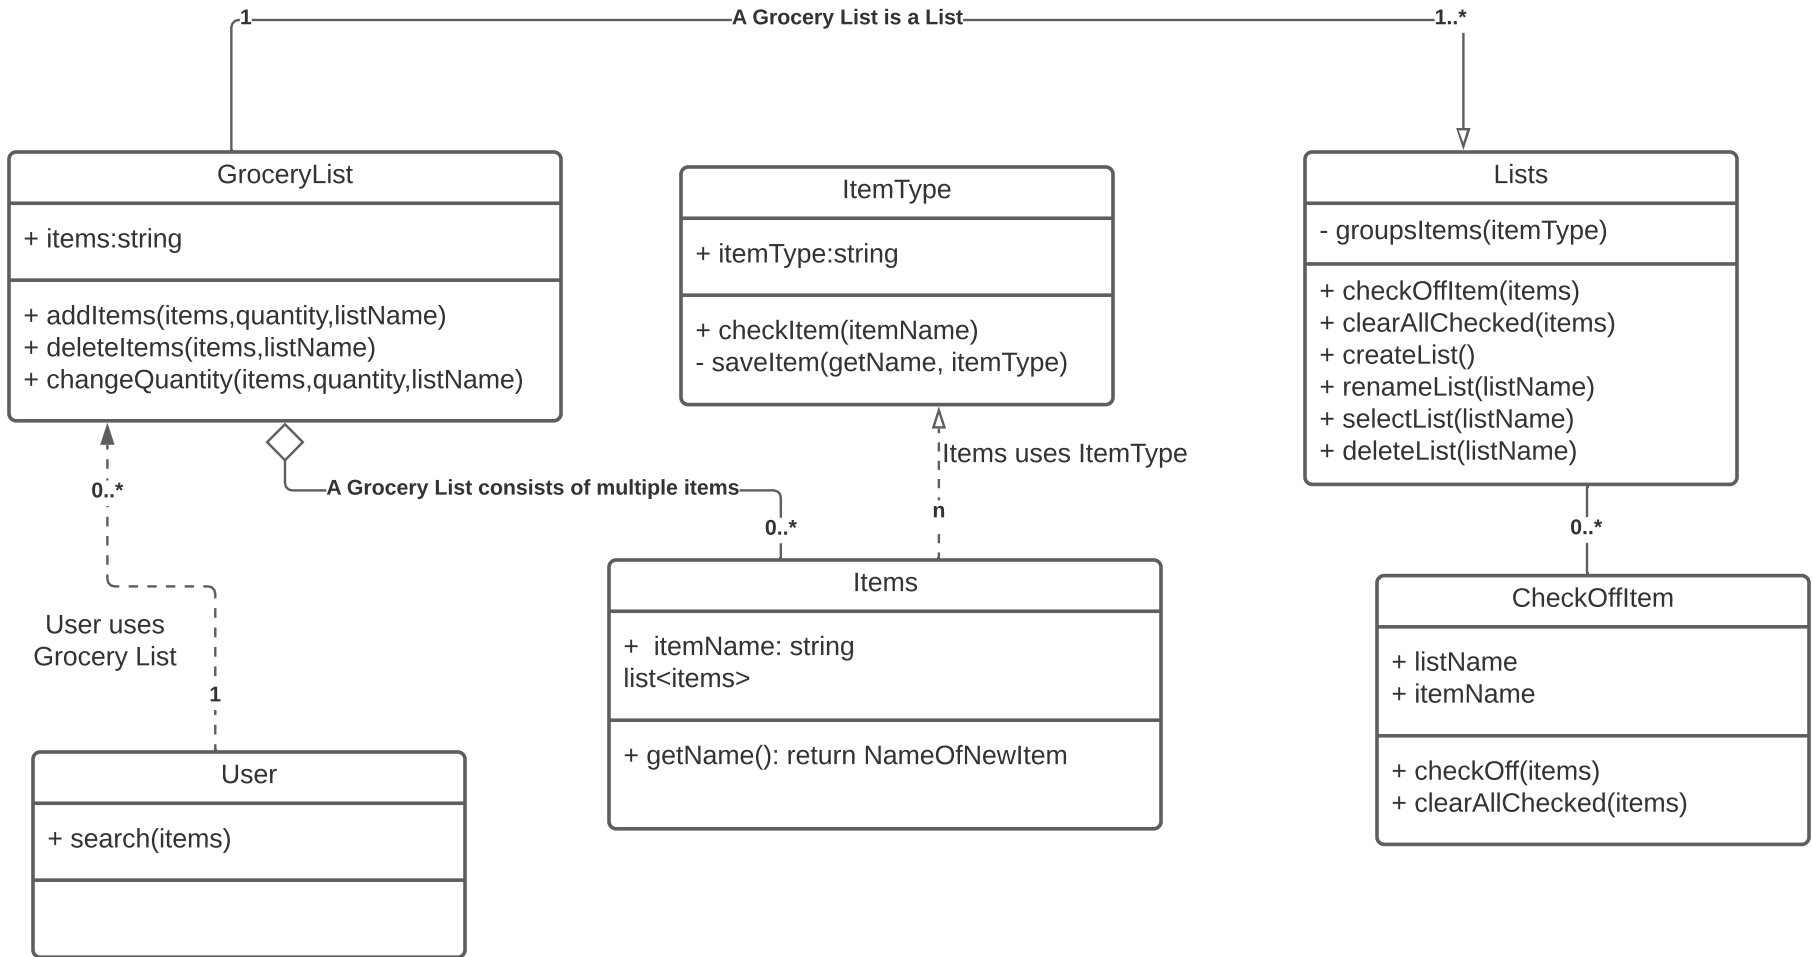 1
A Grocery List is a List
1..*
GroceryList
+ items:string
+ addItems(items,quantity,listName)
+ deleteItems(items,listName)
+ changeQuantity(items,quantity,listName)
ItemType
+ itemType:string
+ checkItem(itemName)
- saveItem(getName, itemType)
Lists
- groupsItems(itemType)
+ checkOffItem(items)
+ clearAllChecked(items)
+ createList()
+ renameList(listName)
+ selectList(listName)
+ deleteList(listName)
Items uses ItemType
0..*
A Grocery List consists of multiple items
0..*
n
0..*
User uses
Grocery List
1
Items
+  itemName: string
list<items>
+ getName(): return NameOfNewItem
CheckOffItem
+ listName
+ itemName
+ checkOff(items)
+ clearAllChecked(items)
User
+ search(items)